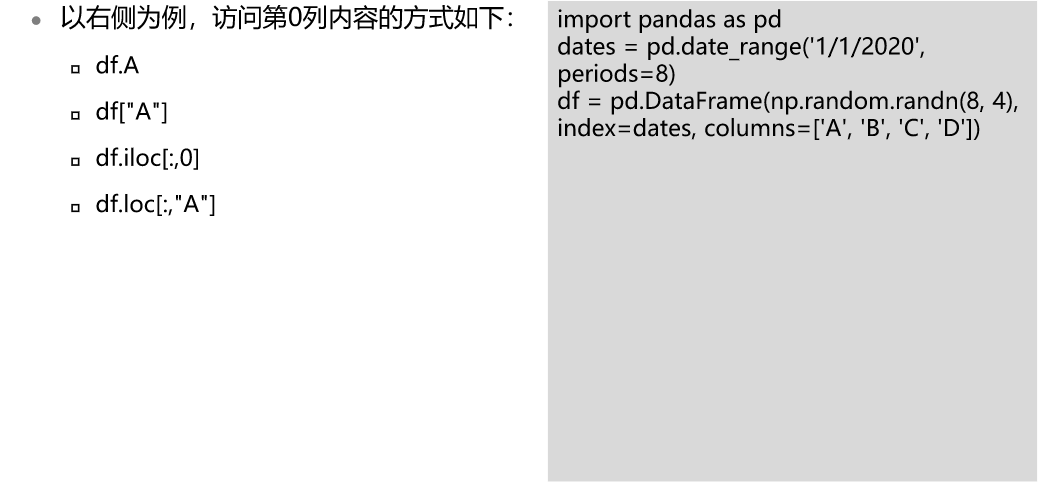 以右侧为例，访问第0列内容的方式如下：
df.A
df["A"]
df.iloc[:,0]
df.loc[:,"A"]
import pandas as pd
dates = pd.date_range('1/1/2020',
periods=8)
df = pd.DataFrame(np.random.randn(8, 4),
index=dates, columns=['A', 'B', 'C', 'D'])